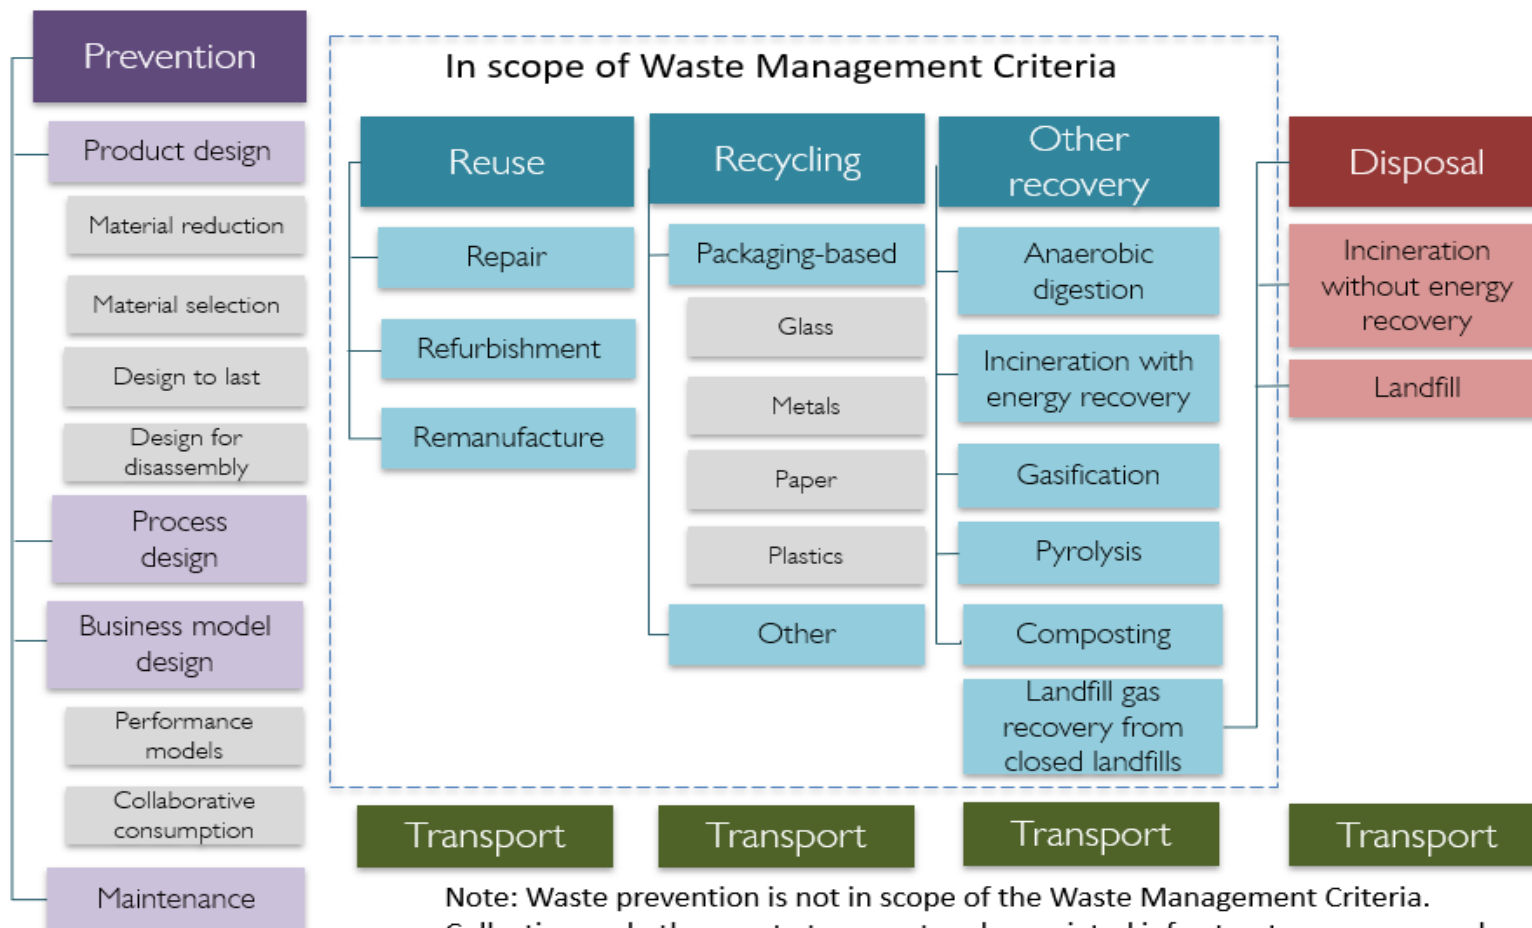 Prevention
Product design
Material reduction
Material selection
Design to last
Design for
disassembly
Process
design
Business model
design
Performance
models
Collaborative
consumption
Maintenance
In scope of Waste Management Criteria
Reuse
Repair
Refurbishment
Remanufacture
Recycling
Packaging-based
Glass
Metals
Paper
Plastics
Other
Other
recovery
Anaerobic
digestion
Incineration with
energy recovery
Gasification
Pyrolysis
Composting
Landfill gas
recovery from
closed landfills
Disposal
Incineration
without energy
recovery
Landfill
Transport
Transport
Transport
Transport
Note: Waste prevention is not in scope of the Waste Management Criteria.